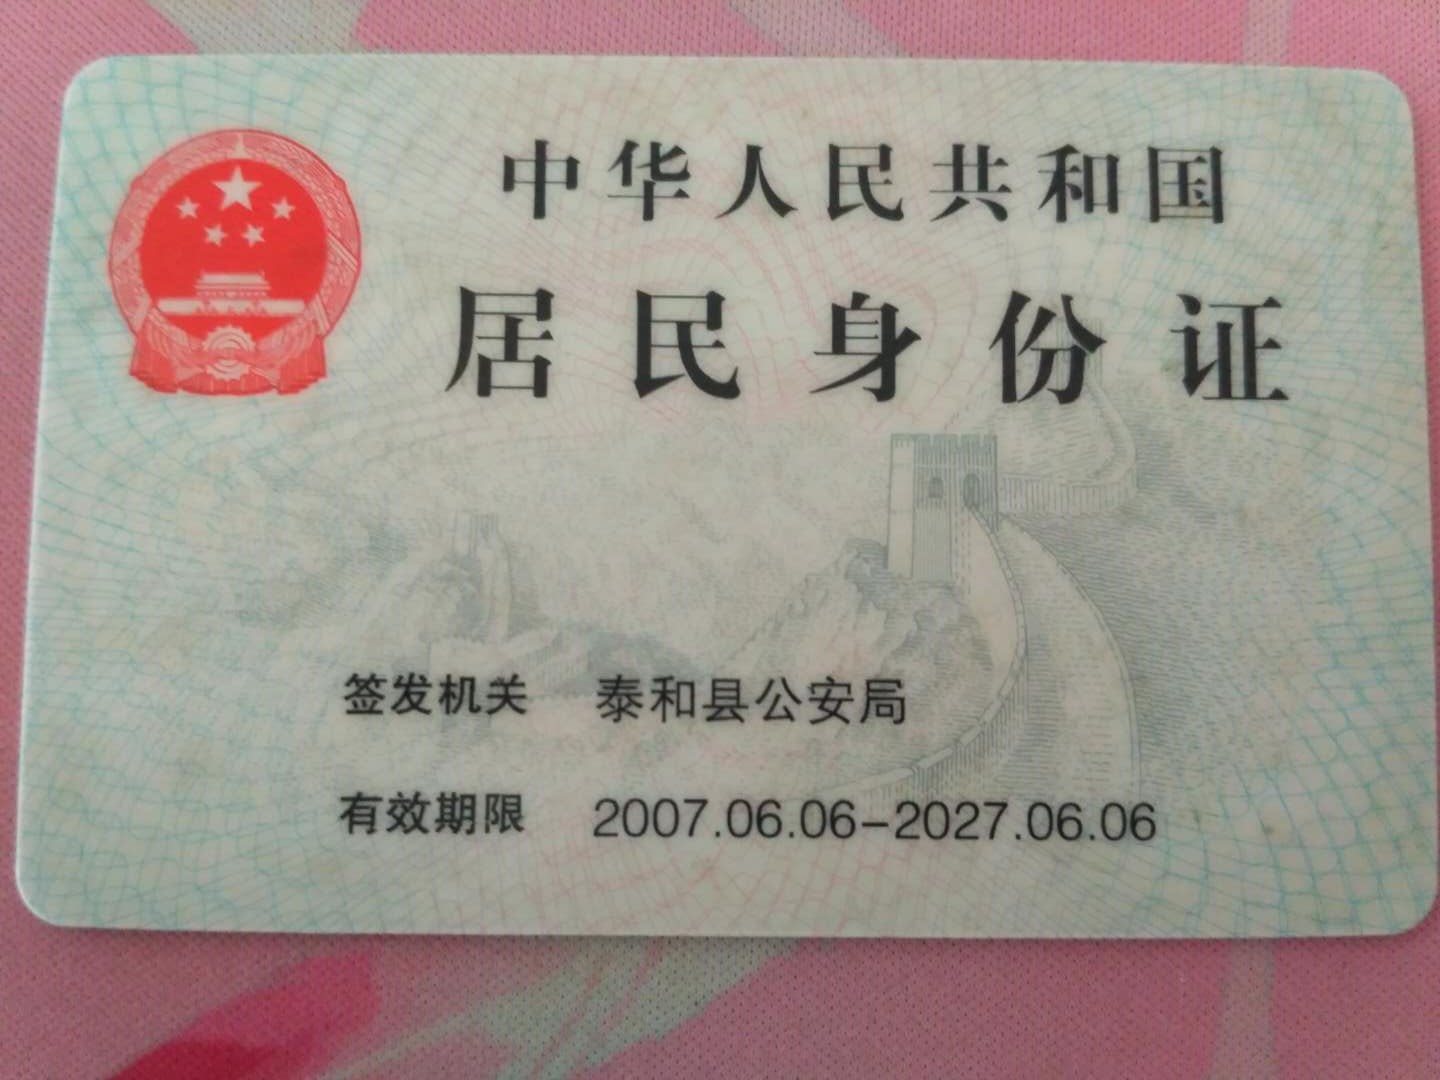 中华人民共和国
居民身份证
签发机关 泰和县公安局
有效期限 2007.06.06-2027.06.06